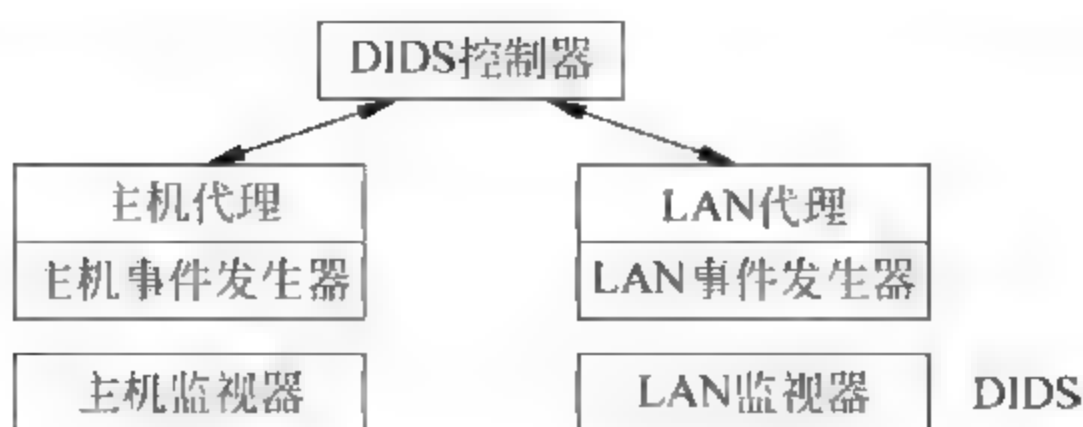 DIDS控制器
主机代理
LAN代理
主机事件发生器
LAN事件发生器
主机监视器
LAN监视器
DIDS